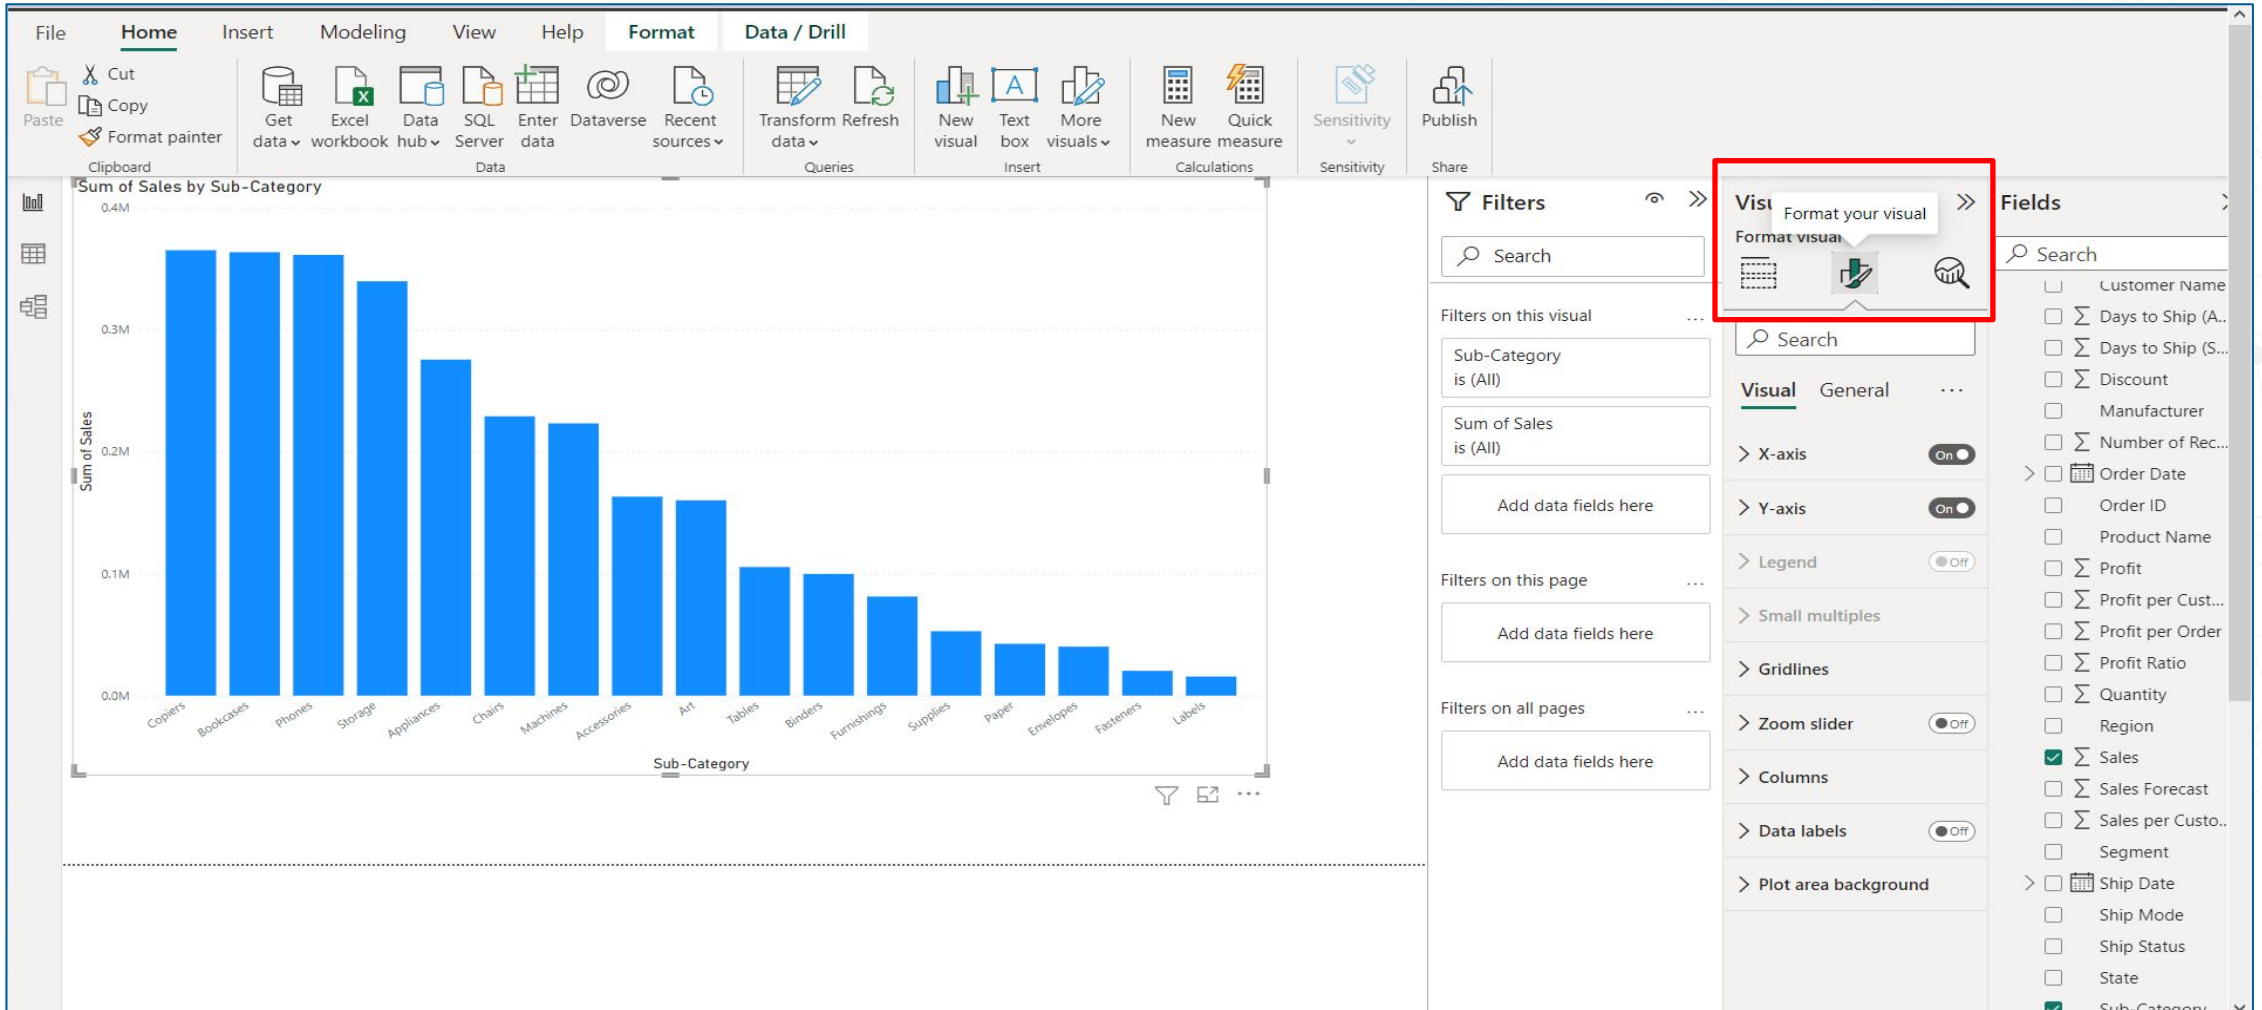 File Home Insert Modeling View Help Format Data / Drill
Paste
Cut
Copy
Format painter
Clipboard
Get data
Excel workbook
Data hub
SQL Server
Enter data
Dataverse
Recent sources
Data
Transform data
Refresh
Queries
New visual
Text box
More visuals
Insert
New measure
Quick measure
Calculations
Sensitivity
Sensitivity
Publish
Share
Sum of Sales by Sub-Category
0.4M
0.3M
0.2M
0.1M
0.0M
Sum of Sales
Copiers Bookcases Phones Storage Appliances Chairs Machines Accessories Art Tables Binders Furnishings Supplies Paper Envelopes Fasteners Labels
Sub-Category
Filters
Search
Filters on this visual ...
Sub-Category
is (All)
Sum of Sales
is (All)
Add data fields here
Filters on this page ...
Add data fields here
Filters on all pages ...
Add data fields here
Format your visual
Format visual
Search
Visual General ...
X-axis On
Y-axis On
Legend Off
Small multiples
Gridlines
Zoom slider Off
Columns
Data labels Off
Plot area background
Fields
Search
Customer Name
Days to Ship (A...
Days to Ship (S...
Discount
Manufacturer
Number of Rec...
Order Date
Order ID
Product Name
Profit
Profit per Cust...
Profit per Order
Profit Ratio
Quantity
Region
Sales
Sales Forecast
Sales per Custo..
Segment
Ship Date
Ship Mode
Ship Status
State
Sub-Category